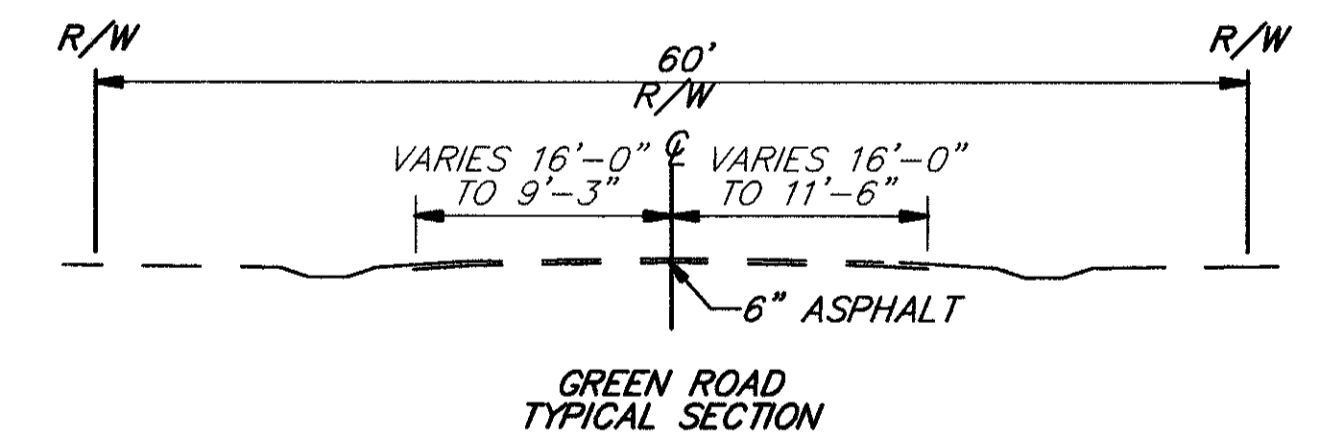 R/W
R/W
60'
R/W
VARIES 16'-0"
TO 9'-3"
℄
VARIES 16'-0"
TO 11'-6"
6" ASPHALT
GREEN ROAD
TYPICAL SECTION